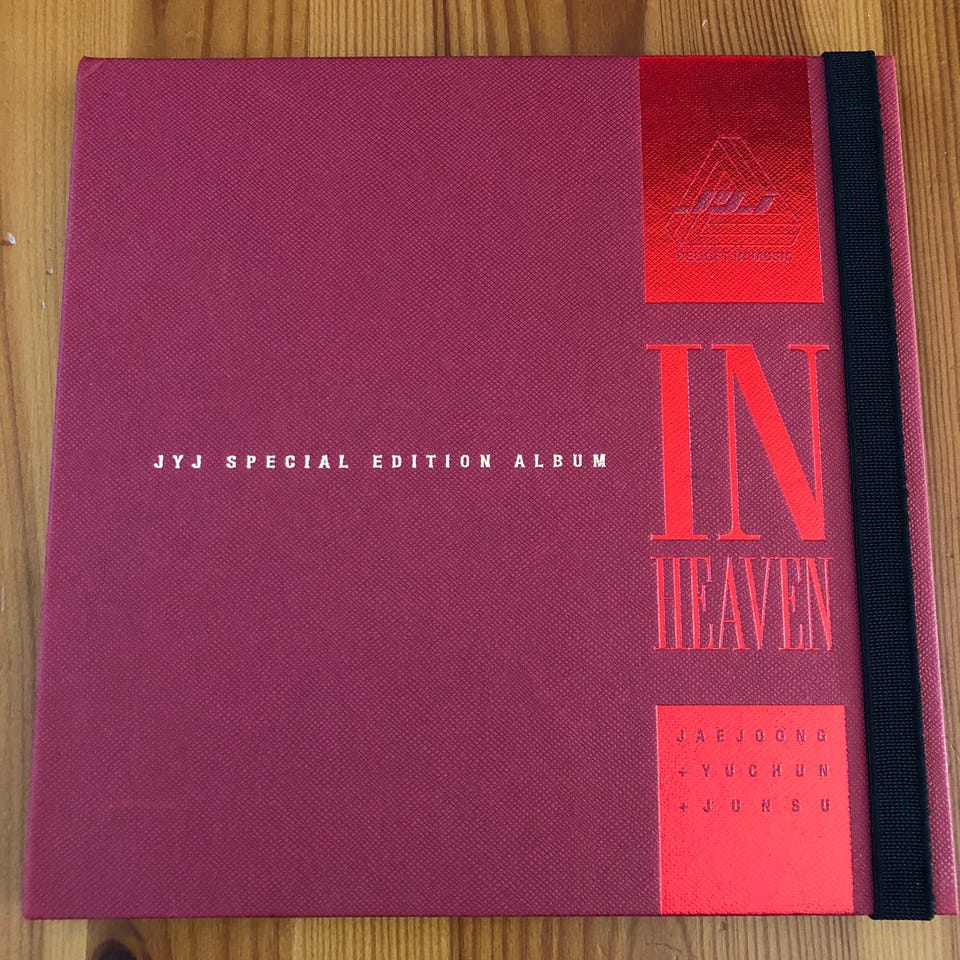 JYJ
IN
HEAVEN
JYJ SPECIAL EDITION ALBUM
JAEJOONG
+YUCHUN
+JUNSU